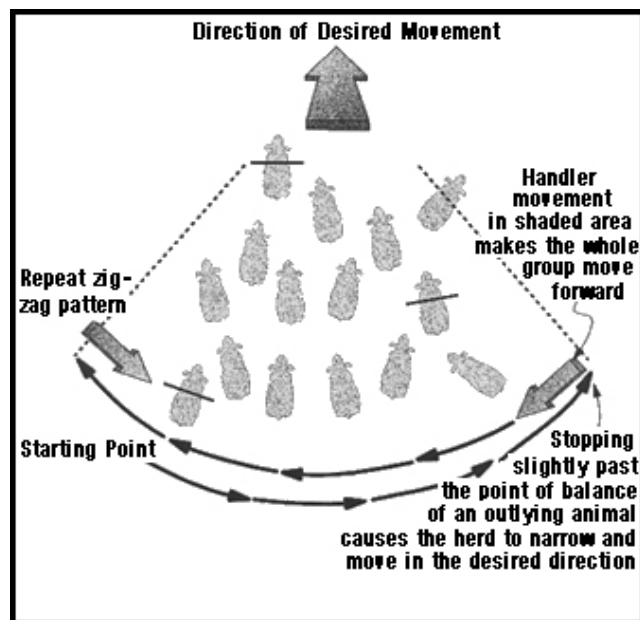 Direction of Desired Movement
Handler
movement
in shaded area
makes the whole
group move
forward
Repeat zig-
zag pattern
Starting Point
Stopping
slightly past
the point of balance
of an outlying animal
causes the herd to narrow and
move in the desired direction